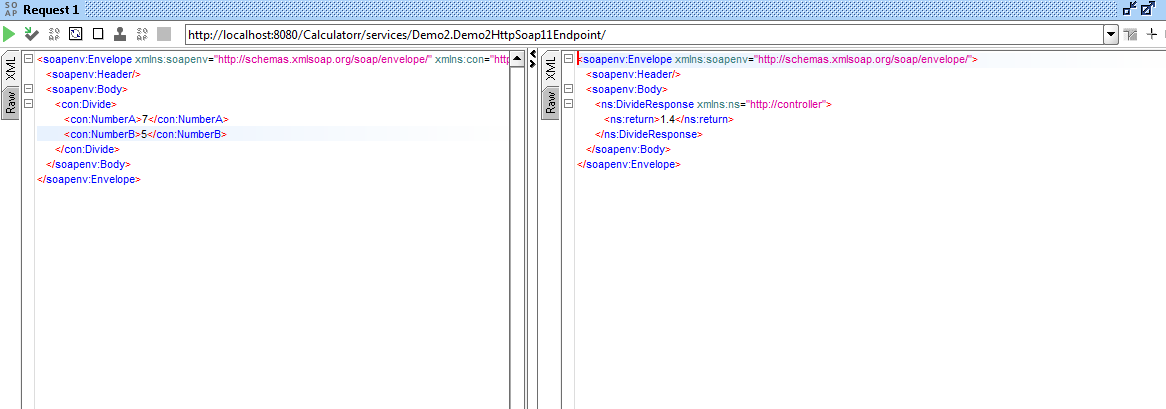 SO
AP
Request 1
SO
AP
SO
AP
http://localhost:8080/Calculatorr/services/Demo2.Demo2HttpSoap11Endpoint/
XML
Raw
<soapenv:Envelope xmlns:soapenv="http://schemas.xmlsoap.org/soap/envelope/" xmlns:con="http
<soapenv:Header/>
<soapenv:Body>
<con:Divide>
<con:NumberA>7</con:NumberA>
<con:NumberB>5</con:NumberB>
</con:Divide>
</soapenv:Body>
</soapenv:Envelope>
XML
Raw
<soapenv:Envelope xmlns:soapenv="http://schemas.xmlsoap.org/soap/envelope/">
<soapenv:Header/>
<soapenv:Body>
<ns:DivideResponse xmlns:ns="http://controller">
<ns:return>1.4</ns:return>
</ns:DivideResponse>
</soapenv:Body>
</soapenv:Envelope>